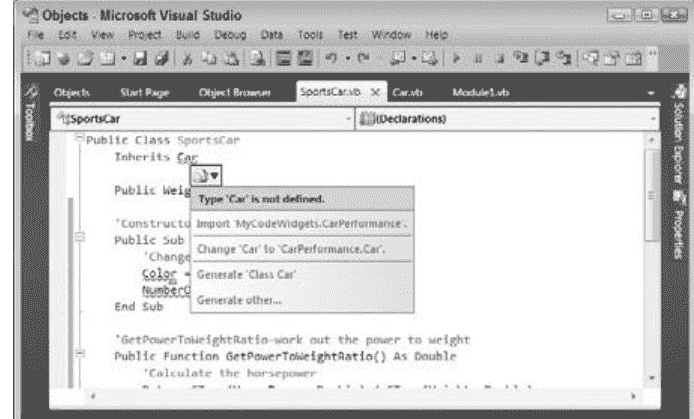 Objects - Microsoft Visual Studio
File Edit View Project Build Debug Data Tools Test Window Help
Objects Start Page Object Browser SportsCar.vb × Car.vb Module1.vb
Toolbox
SportsCar (Declarations)
Solution Explorer
Properties
Public Class SportsCar
Inherits Car
Public Weig
Type 'Car' is not defined.
Import 'MyCodeWidgets.CarPerformance'.
Change 'Car' to 'CarPerformance.Car'.
Generate 'Class Car'
Generate other...
'Constructo
Public Sub
'Change
Color =
NumberO
End Sub
'GetPowerToWeightRatio-work out the power to weight
Public Function GetPowerToWeightRatio() As Double
'Calculate the horsepower